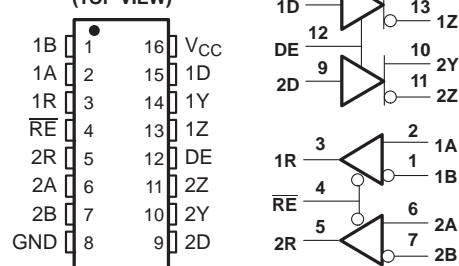 (TOP VIEW)
1B 1 16 VCC
1A 2 15 1D
1R 3 14 1Y
RE 4 13 1Z
2R 5 12 DE
2A 6 11 2Z
2B 7 10 2Y
GND 8 9 2D
1D 13 1Z
DE 12
2D 9 10 2Y
11 2Z
1R 3 2 1A
1 1B
RE 4
2R 5 6 2A
7 2B